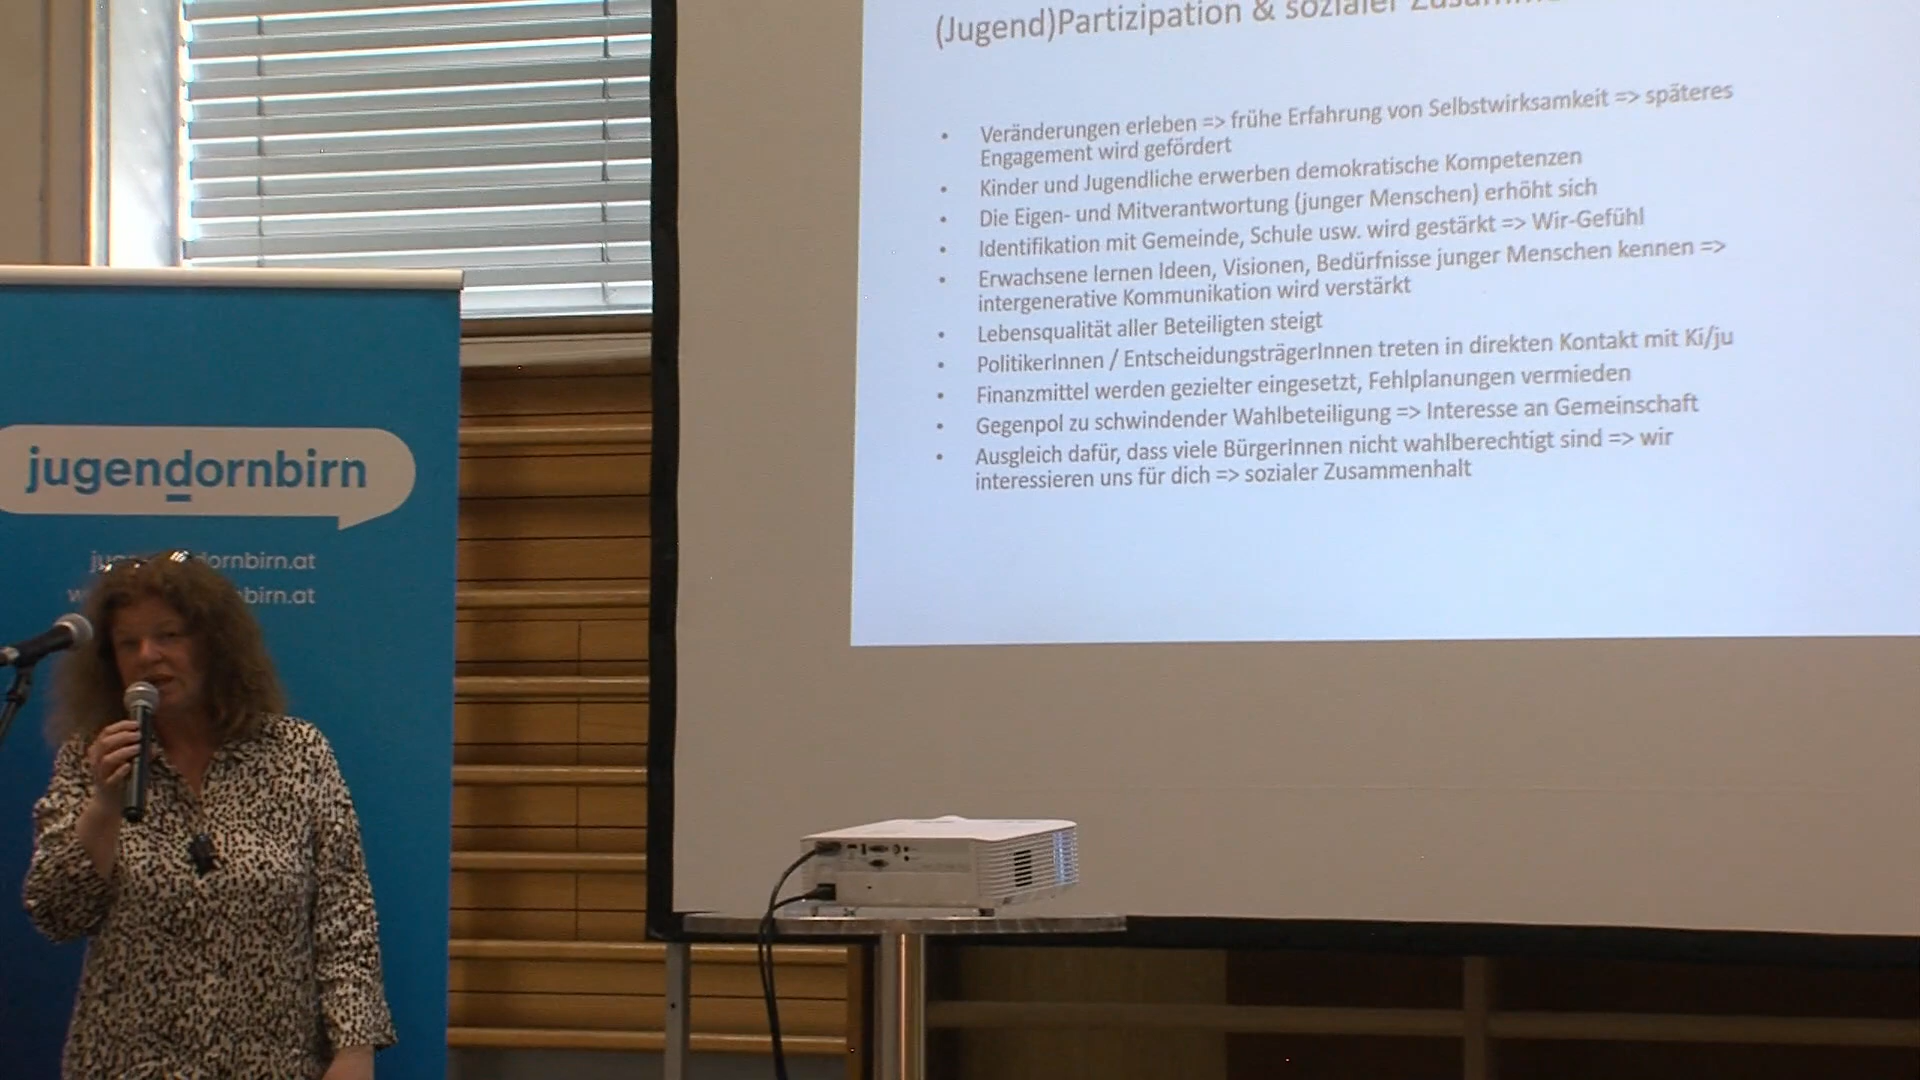 (Jugend)Partizipation & sozialer
Veränderungen erleben => frühe Erfahrung von Selbstwirksamkeit => späteres
Engagement wird gefördert
Kinder und Jugendliche erwerben demokratische Kompetenzen
Die Eigen- und Mitverantwortung (junger Menschen) erhöht sich
Identifikation mit Gemeinde, Schule usw. wird gestärkt => Wir-Gefühl
Erwachsene lernen Ideen, Visionen, Bedürfnisse junger Menschen kennen =>
intergenerative Kommunikation wird verstärkt
Lebensqualität aller Beteiligten steigt
PolitikerInnen / EntscheidungsträgerInnen treten in direkten Kontakt mit Ki/ju
Finanzmittel werden gezielter eingesetzt, Fehlplanungen vermieden
Gegenpol zu schwindender Wahlbeteiligung => Interesse an Gemeinschaft
Ausgleich dafür, dass viele BürgerInnen nicht wahlberechtigt sind => wir
interessieren uns für dich => sozialer Zusammenhalt
jugendornbirn